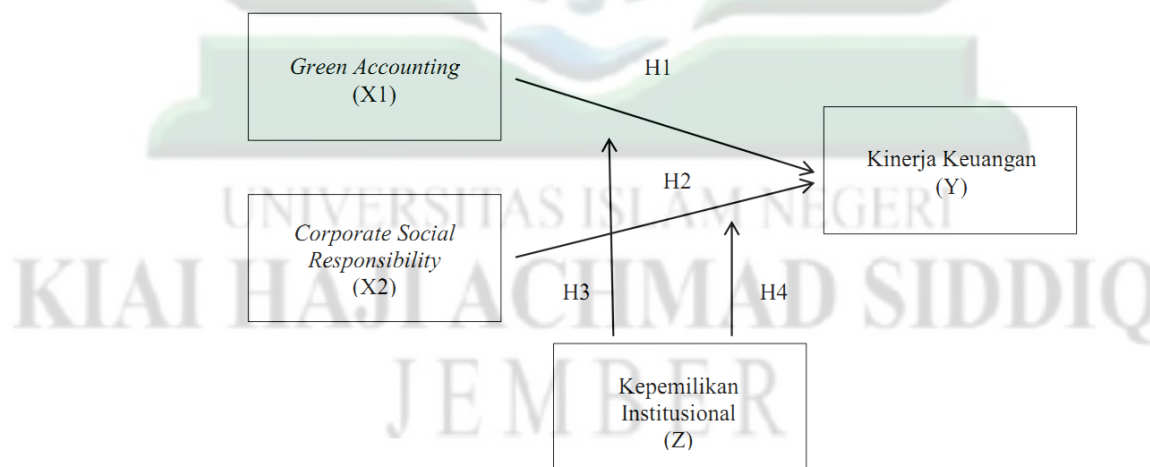 Green Accounting
(X1)
H1
Kinerja Keuangan
(Y)
H2
UNIVERSITAS ISLAM NEGERI
Corporate Social
Responsibility
(X2)
KIAI HAJI ACHMAD SIDDIQ
H3
H4
JEMBER
Kepemilikan
Institusional
(Z)